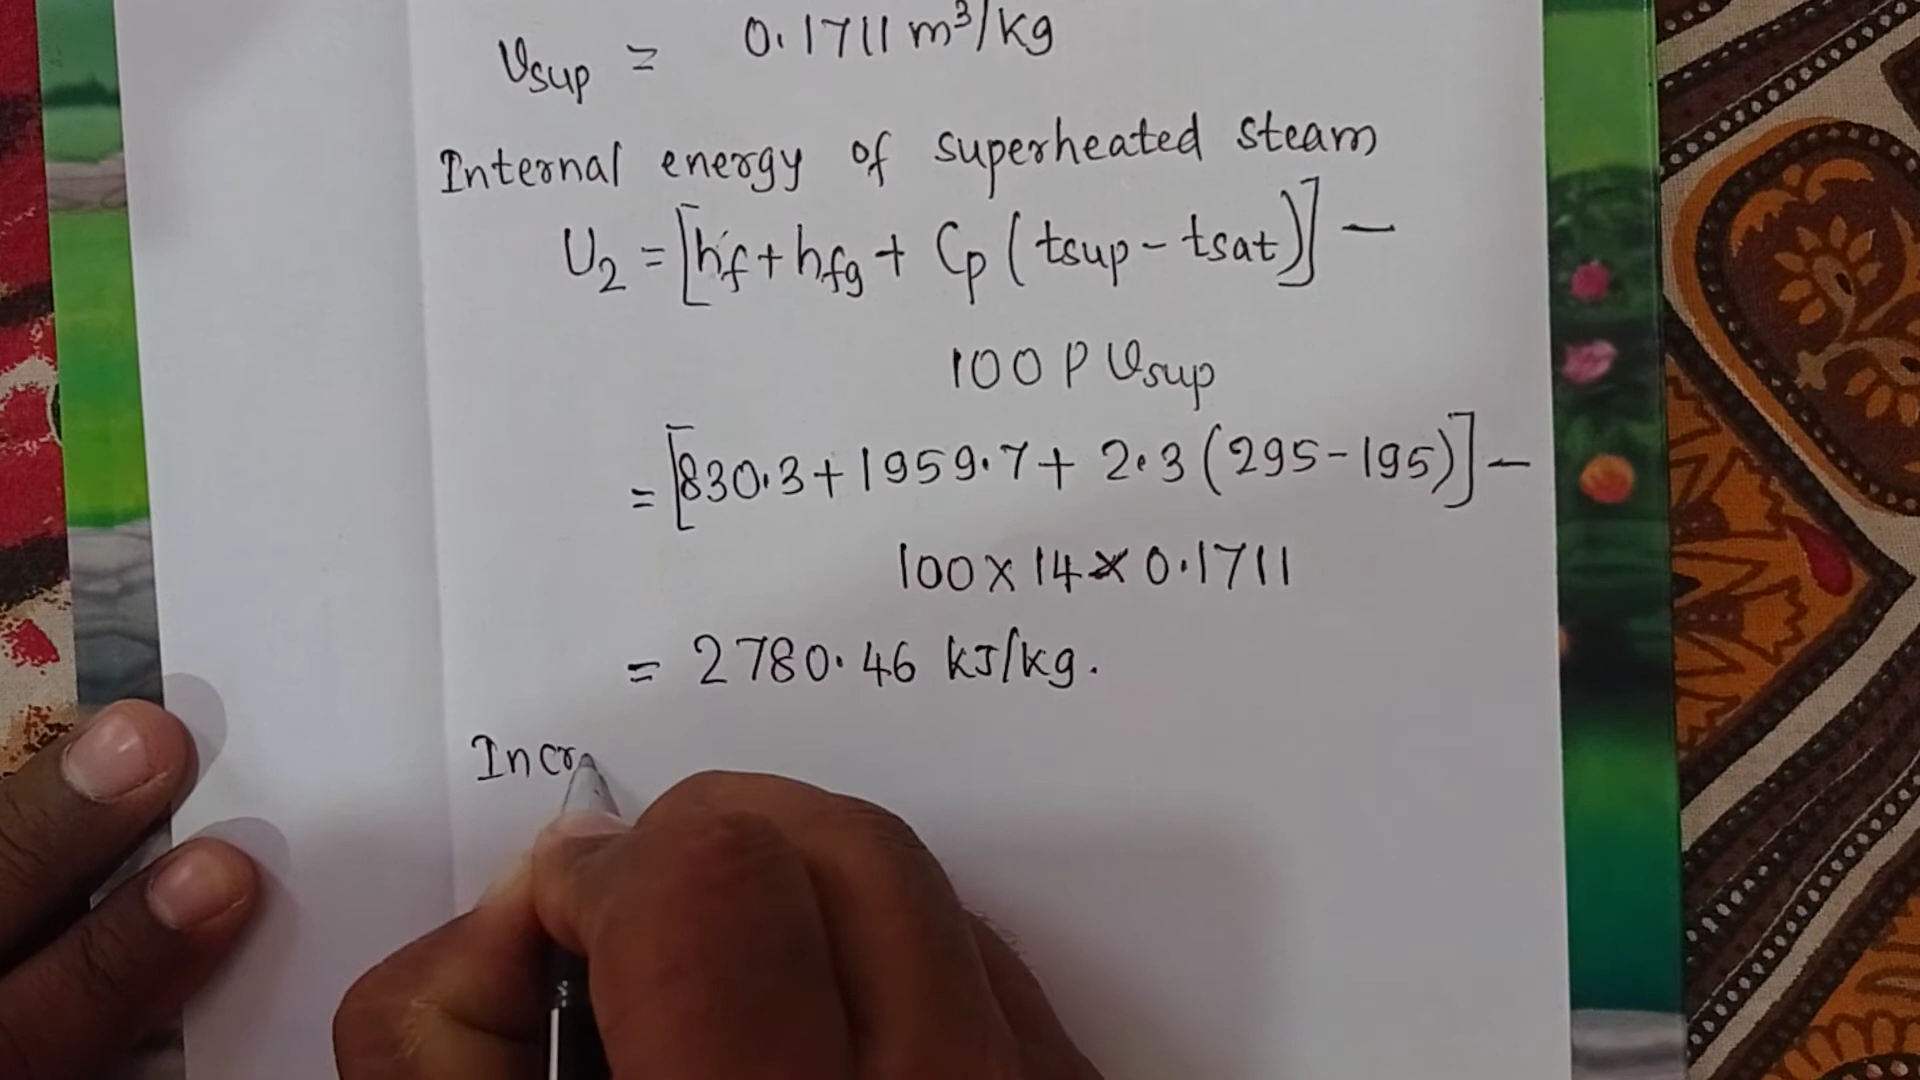 υsup = 0.1711 m³/kg
Internal energy of superheated steam
U₂ = [hf + hfg + Cp (tsup - tsat)] -
100 P υsup
= [830.3 + 1959.7 + 2.3 (295-195)] -
100 × 14 × 0.1711
= 2780.46 kJ/kg.
Incr